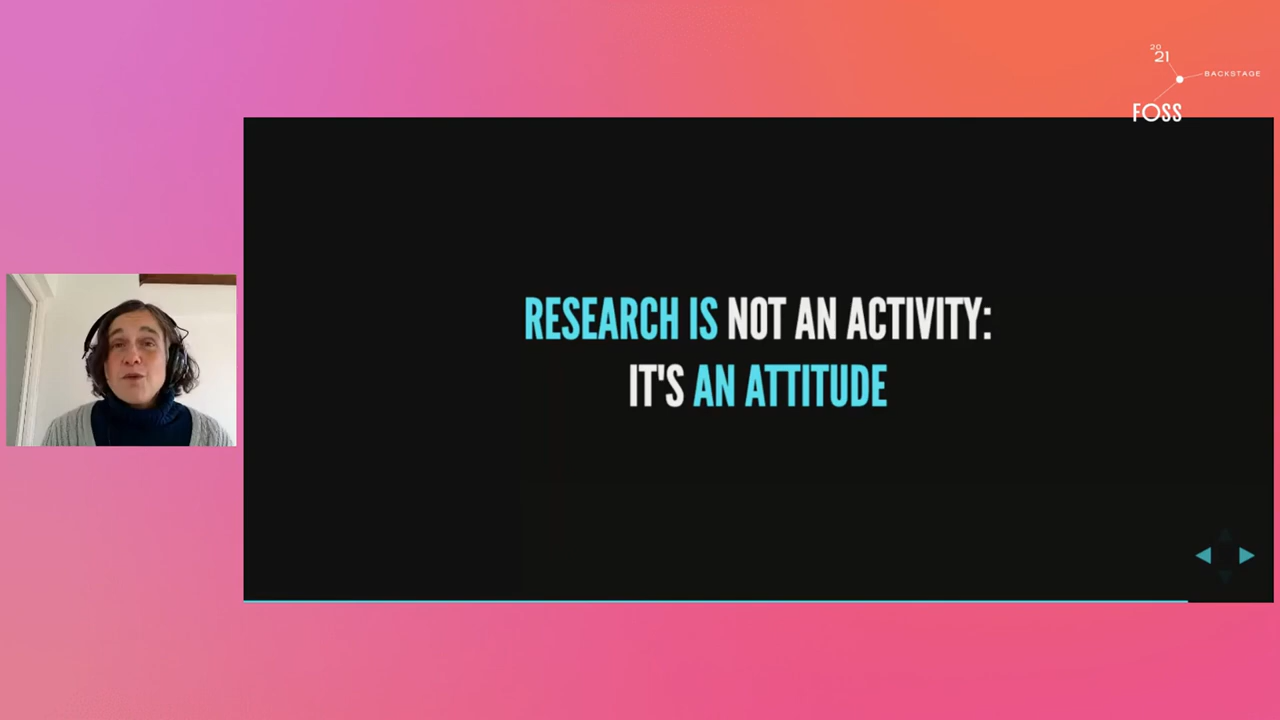 20
21
BACKSTAGE
FOSS
RESEARCH IS NOT AN ACTIVITY:
IT'S AN ATTITUDE